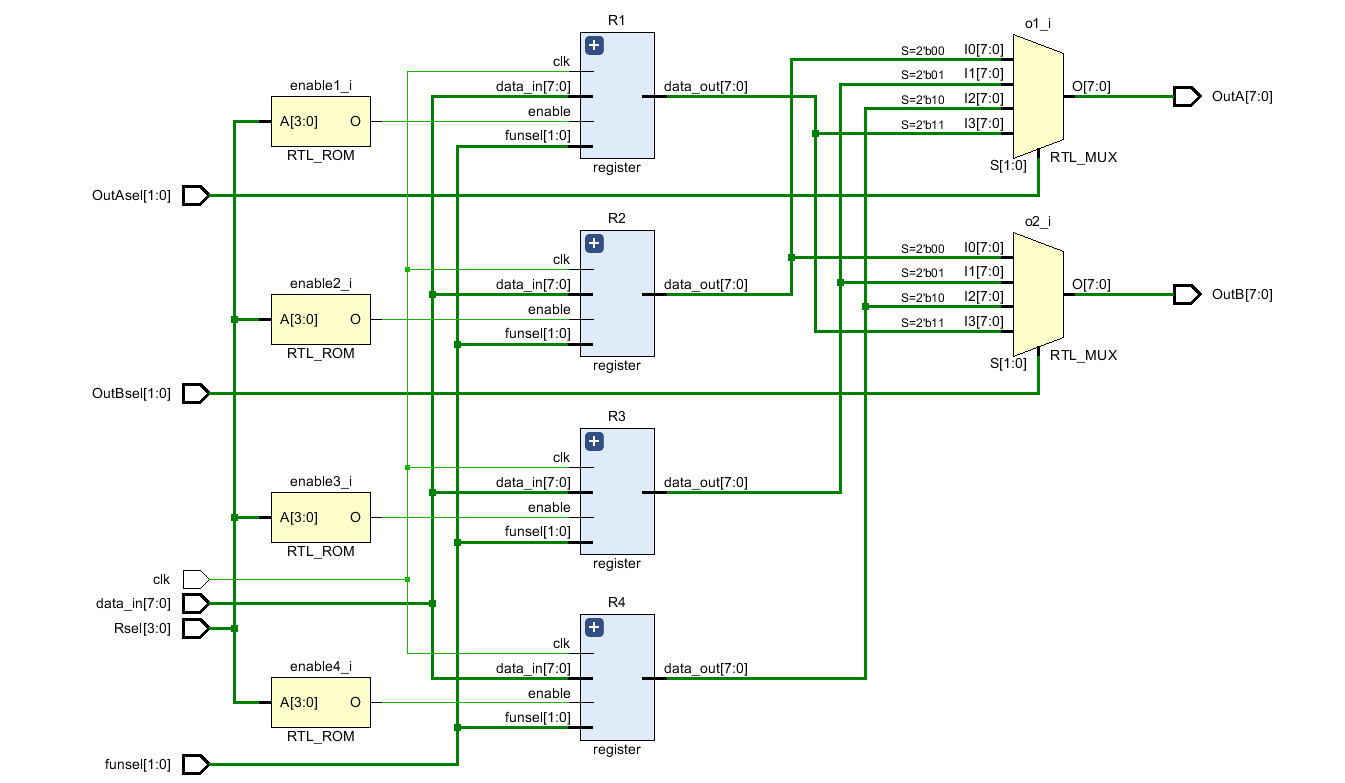 R1
o1_i
clk
data_in[7:0]
enable
funsel[1:0]
data_out[7:0]
register
enable1_i
A[3:0] O
RTL_ROM
S=2'b00 I0[7:0]
S=2'b01 I1[7:0]
S=2'b10 I2[7:0]
S=2'b11 I3[7:0]
O[7:0]
OutA[7:0]
S[1:0]
RTL_MUX
OutAsel[1:0]
R2
o2_i
clk
data_in[7:0]
enable
funsel[1:0]
data_out[7:0]
register
enable2_i
A[3:0] O
RTL_ROM
S=2'b00 I0[7:0]
S=2'b01 I1[7:0]
S=2'b10 I2[7:0]
S=2'b11 I3[7:0]
O[7:0]
OutB[7:0]
S[1:0]
RTL_MUX
OutBsel[1:0]
R3
clk
data_in[7:0]
enable
funsel[1:0]
data_out[7:0]
register
enable3_i
A[3:0] O
RTL_ROM
clk
data_in[7:0]
Rsel[3:0]
R4
clk
data_in[7:0]
enable
funsel[1:0]
data_out[7:0]
register
enable4_i
A[3:0] O
RTL_ROM
funsel[1:0]